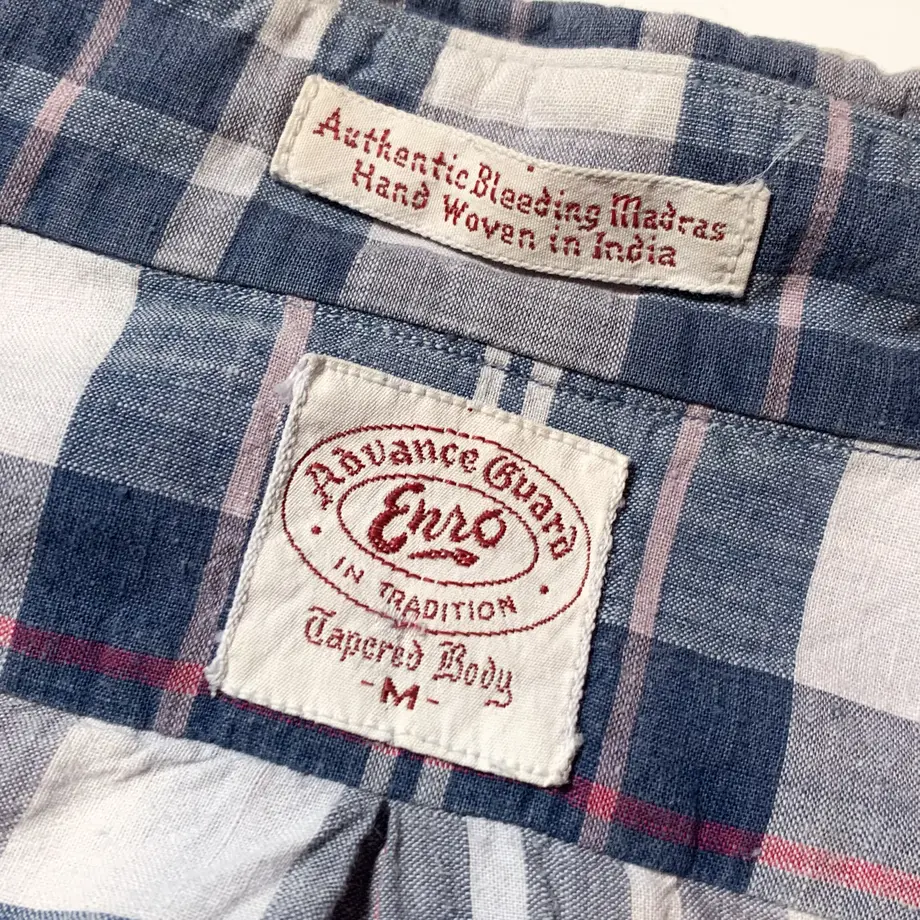 Authentic Bleeding Madras
Hand Woven in India
Advance Guard
Enro
IN TRADITION
Tapered Body
-M-